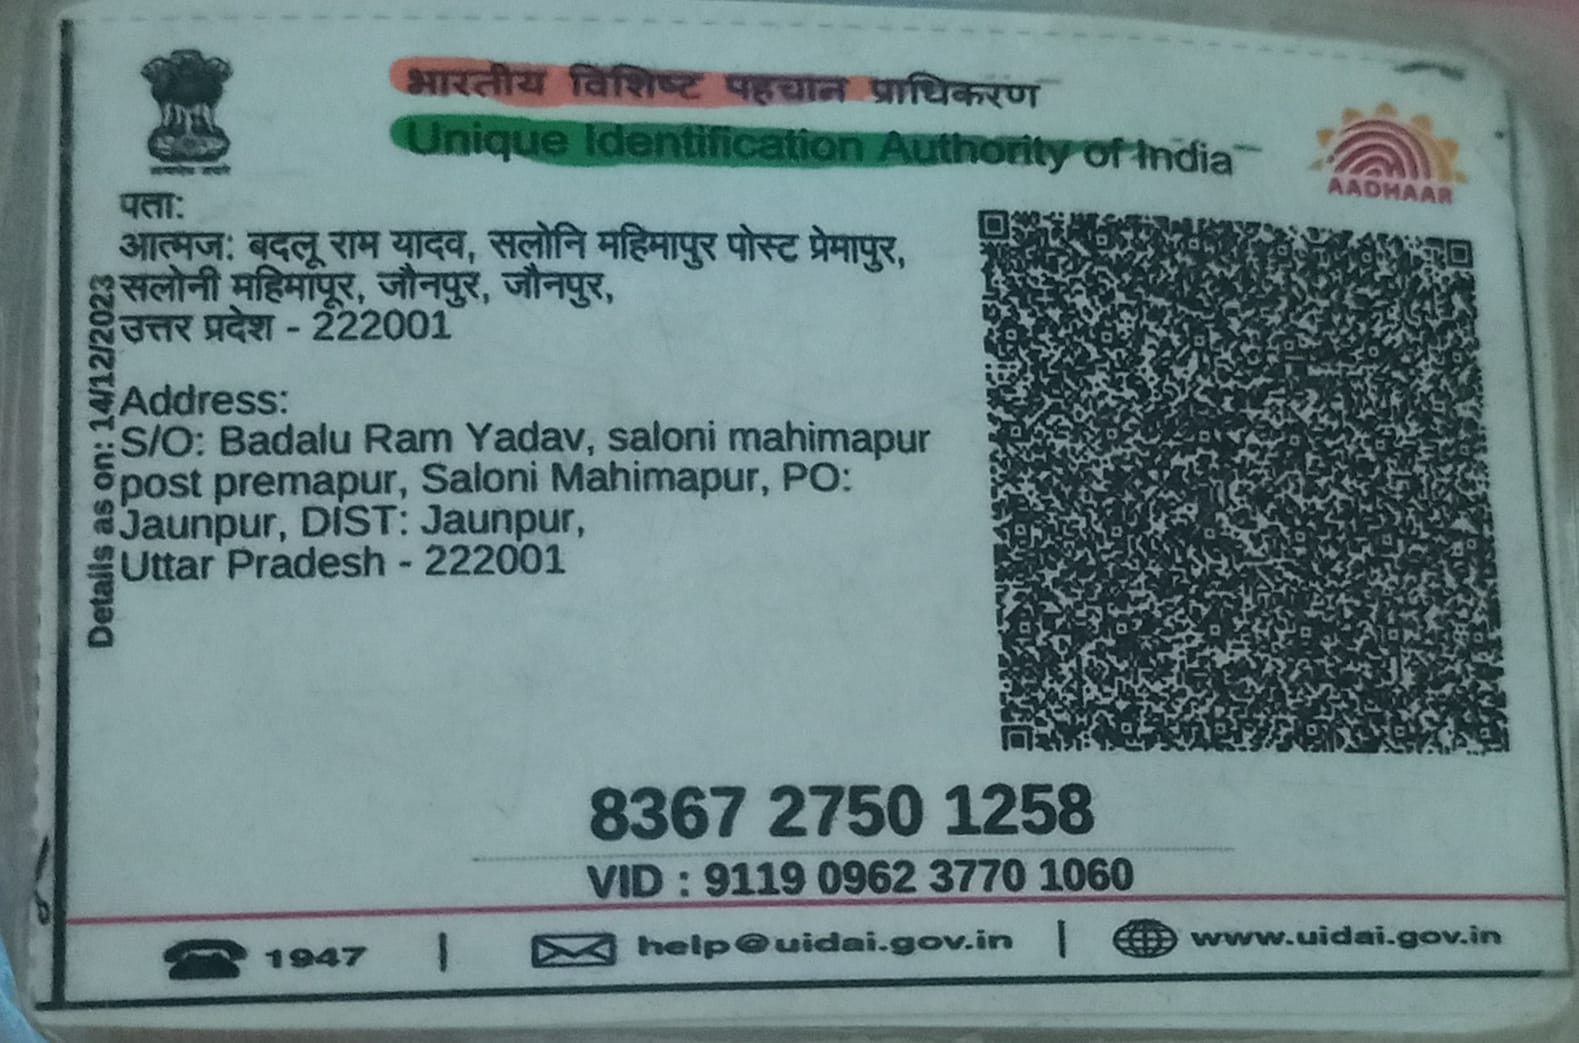 भारतीय विशिष्ट पहचान प्राधिकरण
Unique Identification Authority of India
AADHAAR
पता:
आत्मज: बदलू राम यादव, सलोनि महिमापुर पोस्ट प्रेमापुर,
सलोनी महिमापूर, जौनपुर, जौनपुर,
उत्तर प्रदेश - 222001
Address:
S/O: Badalu Ram Yadav, saloni mahimapur
post premapur, Saloni Mahimapur, PO:
Jaunpur, DIST: Jaunpur,
Uttar Pradesh - 222001
Details as on: 14/12/2023
8367 2750 1258
VID : 9119 0962 3770 1060
1947 | help@uidai.gov.in | www.uidai.gov.in